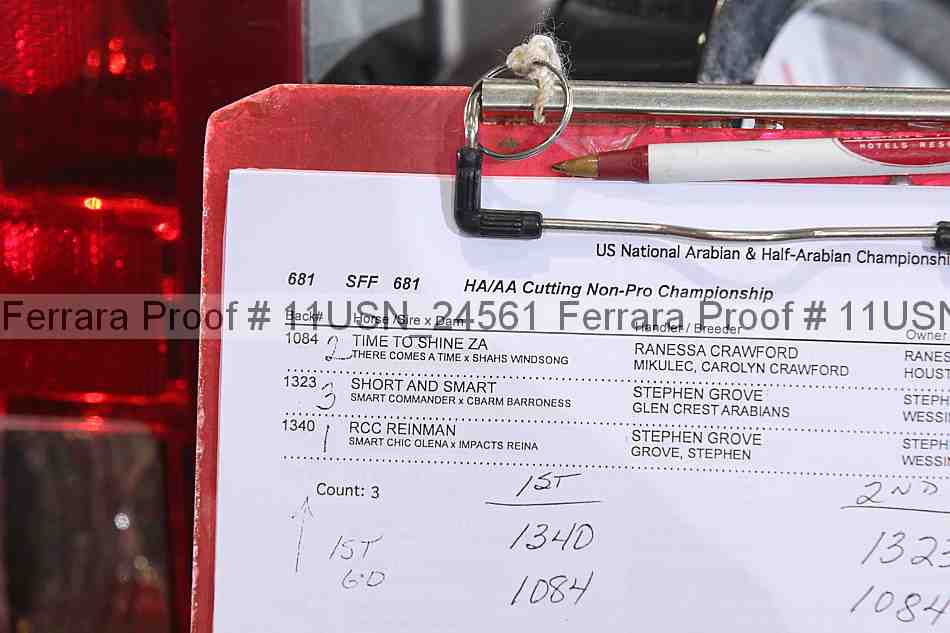 HOTELS RES
US National Arabian & Half-Arabian Championshi
681 SFF 681 HA/AA Cutting Non-Pro Championship
Ferrara Proof # 11USN_24561 Ferrara Proof # 11USN
Back# Horse /Sire x Dam Handler / Breeder Owner
1084 2 TIME TO SHINE ZA RANESSA CRAWFORD RANES
THERE COMES A TIME x SHAHS WINDSONG MIKULEC, CAROLYN CRAWFORD HOUST
1323 3 SHORT AND SMART STEPHEN GROVE STEPH
SMART COMMANDER x CBARM BARRONESS GLEN CREST ARABIANS WESSIN
1340 1 RCC REINMAN STEPHEN GROVE STEPH
SMART CHIC OLENA x IMPACTS REINA GROVE, STEPHEN WESSIN
Count: 3 1ST 2ND
1ST 1340 1323
1084 1084